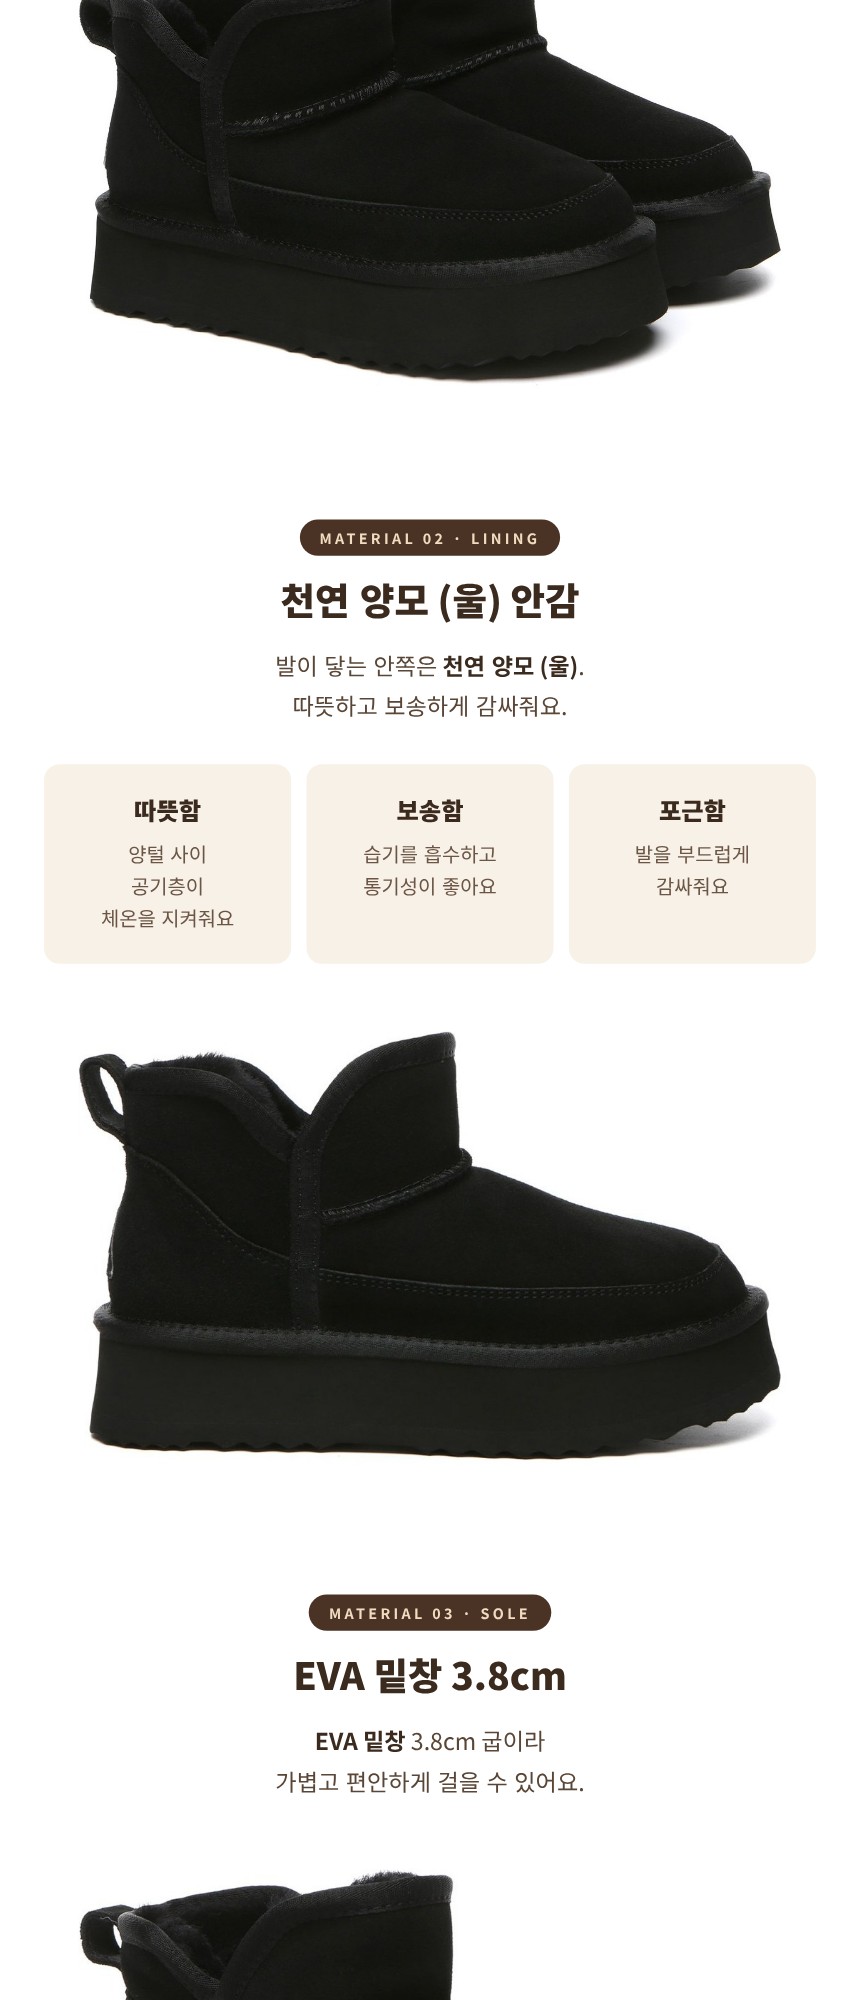 MATERIAL 02 · LINING
천연 양모 (울) 안감
발이 닿는 안쪽은 천연 양모 (울).
따뜻하고 보송하게 감싸줘요.
따뜻함
양털 사이
공기층이
체온을 지켜줘요
보송함
습기를 흡수하고
통기성이 좋아요
포근함
발을 부드럽게
감싸줘요
MATERIAL 03 · SOLE
EVA 밑창 3.8cm
EVA 밑창 3.8cm 굽이라
가볍고 편안하게 걸을 수 있어요.